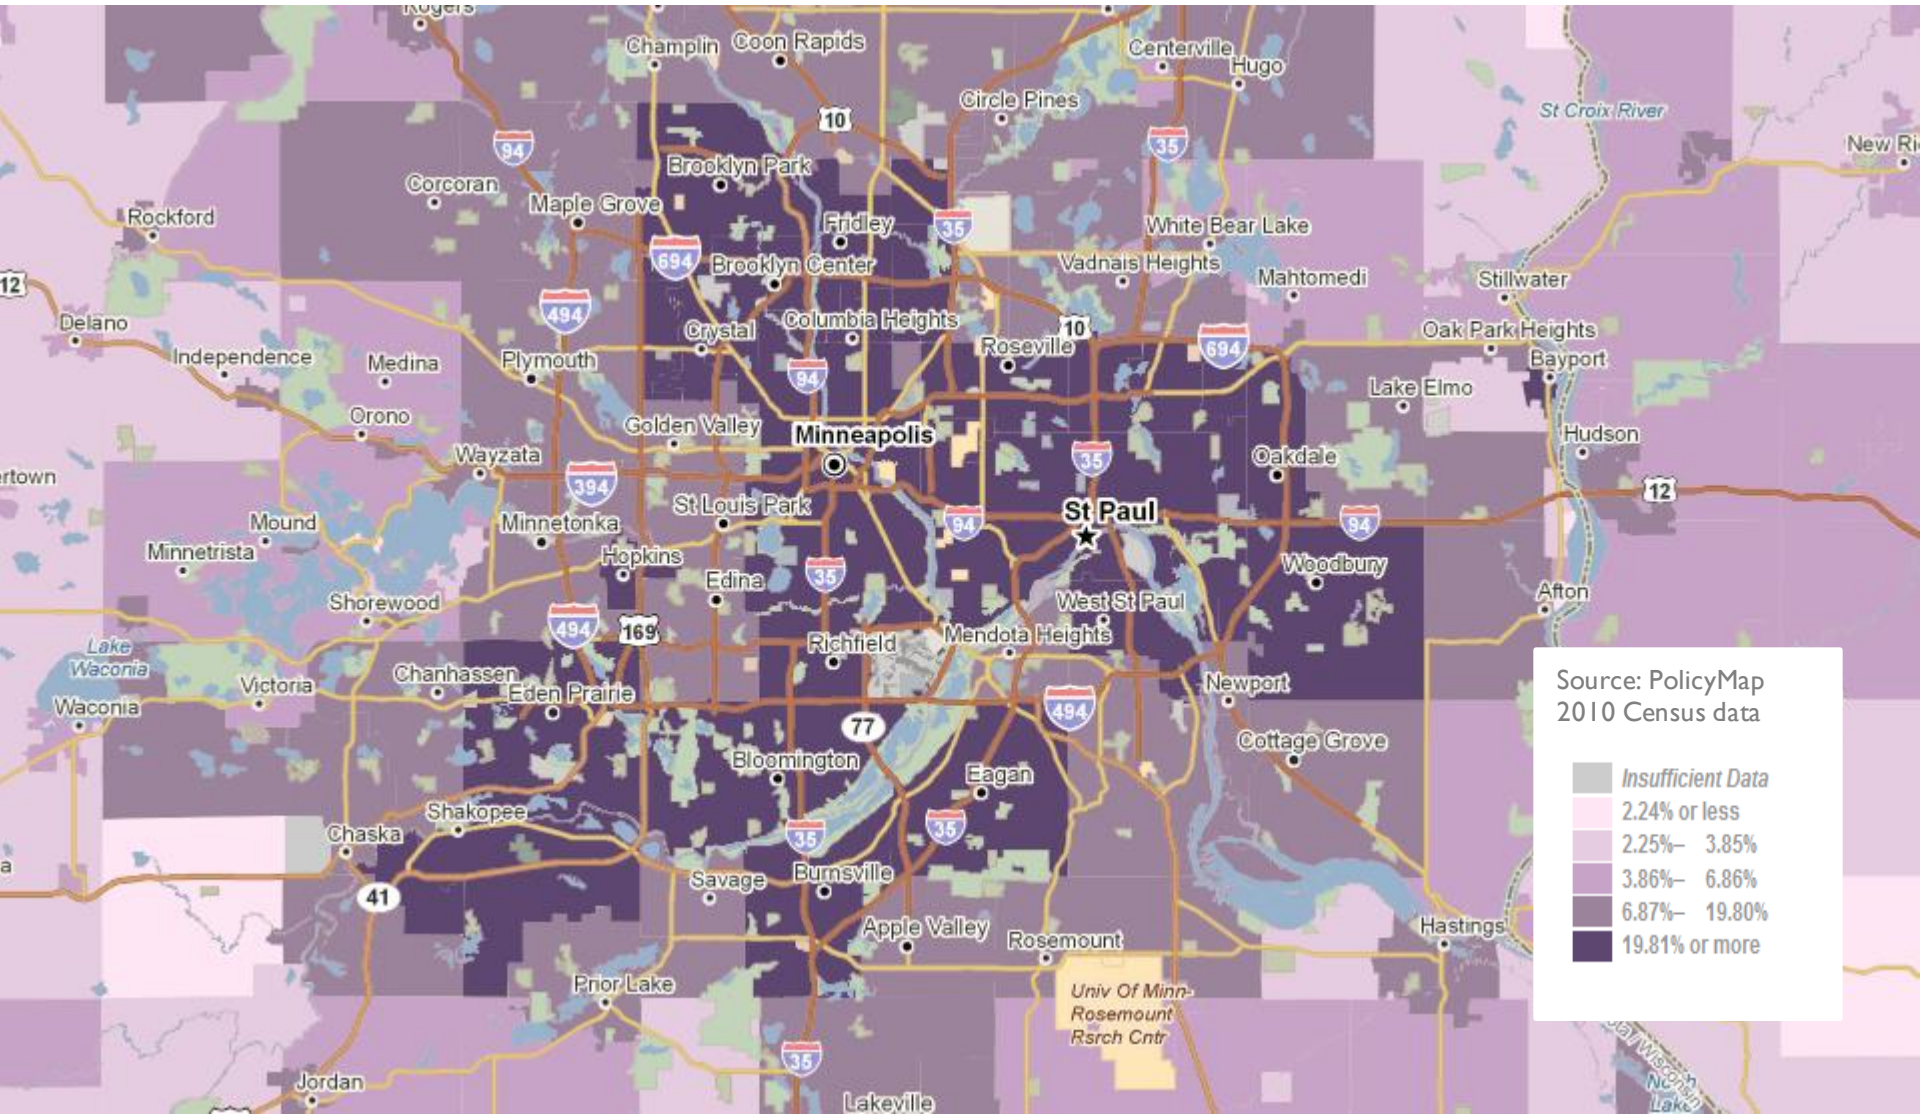 Rogers
Champlin
Coon Rapids
Centerville
Hugo
Circle Pines
10
St Croix River
94
35
New Ri
Brooklyn Park
Corcoran
Maple Grove
Rockford
Fridley
35
White Bear Lake
694
Brooklyn Center
Vadnais Heights
Mahtomedi
Stillwater
12
494
Delano
Crystal
Columbia Heights
10
Oak Park Heights
Independence
Medina
Plymouth
Roseville
694
Bayport
94
Lake Elmo
Orono
Golden Valley
Minneapolis
Hudson
Wayzata
35
Oakdale
ertown
394
12
St Louis Park
St Paul
Mound
Minnetonka
94
94
Minnetrista
Hopkins
Woodbury
35
Edina
Afton
Shorewood
West St Paul
494
169
Richfield
Mendota Heights
Lake
Waconia
Chanhassen
Victoria
Eden Prairie
Newport
Waconia
494
77
Cottage Grove
Bloomington
Eagan
Shakopee
Chaska
35
35
a
Savage
Burnsville
41
Apple Valley
Rosemount
Hastings
Prior Lake
Univ Of Minn-
Rosemount
Rsrch Cntr
35
Jordan
Lakeville
Source: PolicyMap
2010 Census data
Insufficient Data
2.24% or less
2.25%– 3.85%
3.86%– 6.86%
6.87%– 19.80%
19.81% or more
Wisconsin